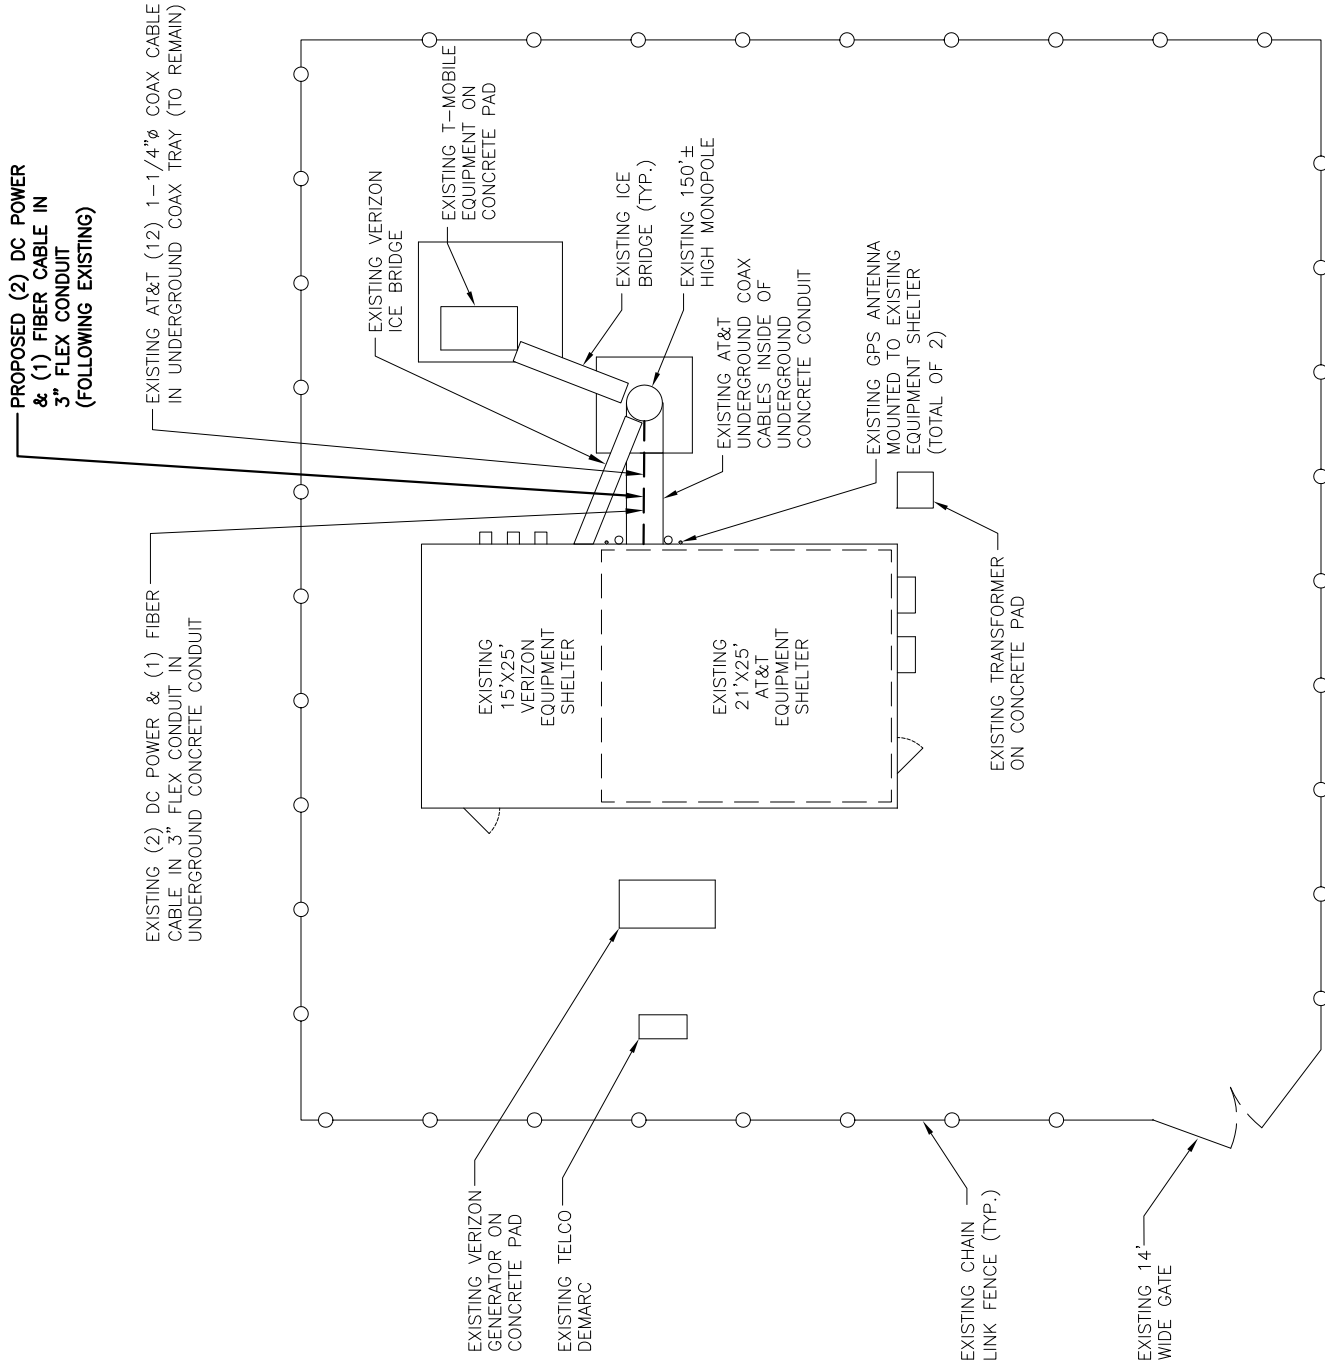 PROPOSED (2) DC POWER
& (1) FIBER CABLE IN
3" FLEX CONDUIT
(FOLLOWING EXISTING)
EXISTING AT&T (12) 1-1/4"ø COAX CABLE
IN UNDERGROUND COAX TRAY (TO REMAIN)
EXISTING (2) DC POWER & (1) FIBER
CABLE IN 3" FLEX CONDUIT IN
UNDERGROUND CONCRETE CONDUIT
EXISTING VERIZON
ICE BRIDGE
EXISTING T-MOBILE
EQUIPMENT ON
CONCRETE PAD
EXISTING ICE
BRIDGE (TYP.)
EXISTING 150'±
HIGH MONOPOLE
EXISTING AT&T
UNDERGROUND COAX
CABLES INSIDE OF
UNDERGROUND
CONCRETE CONDUIT
EXISTING GPS ANTENNA
MOUNTED TO EXISTING
EQUIPMENT SHELTER
(TOTAL OF 2)
EXISTING
15'X25'
VERIZON
EQUIPMENT
SHELTER
EXISTING
21'X25'
AT&T
EQUIPMENT
SHELTER
EXISTING TRANSFORMER
ON CONCRETE PAD
EXISTING VERIZON
GENERATOR ON
CONCRETE PAD
EXISTING TELCO
DEMARC
EXISTING CHAIN
LINK FENCE (TYP.)
EXISTING 14'
WIDE GATE